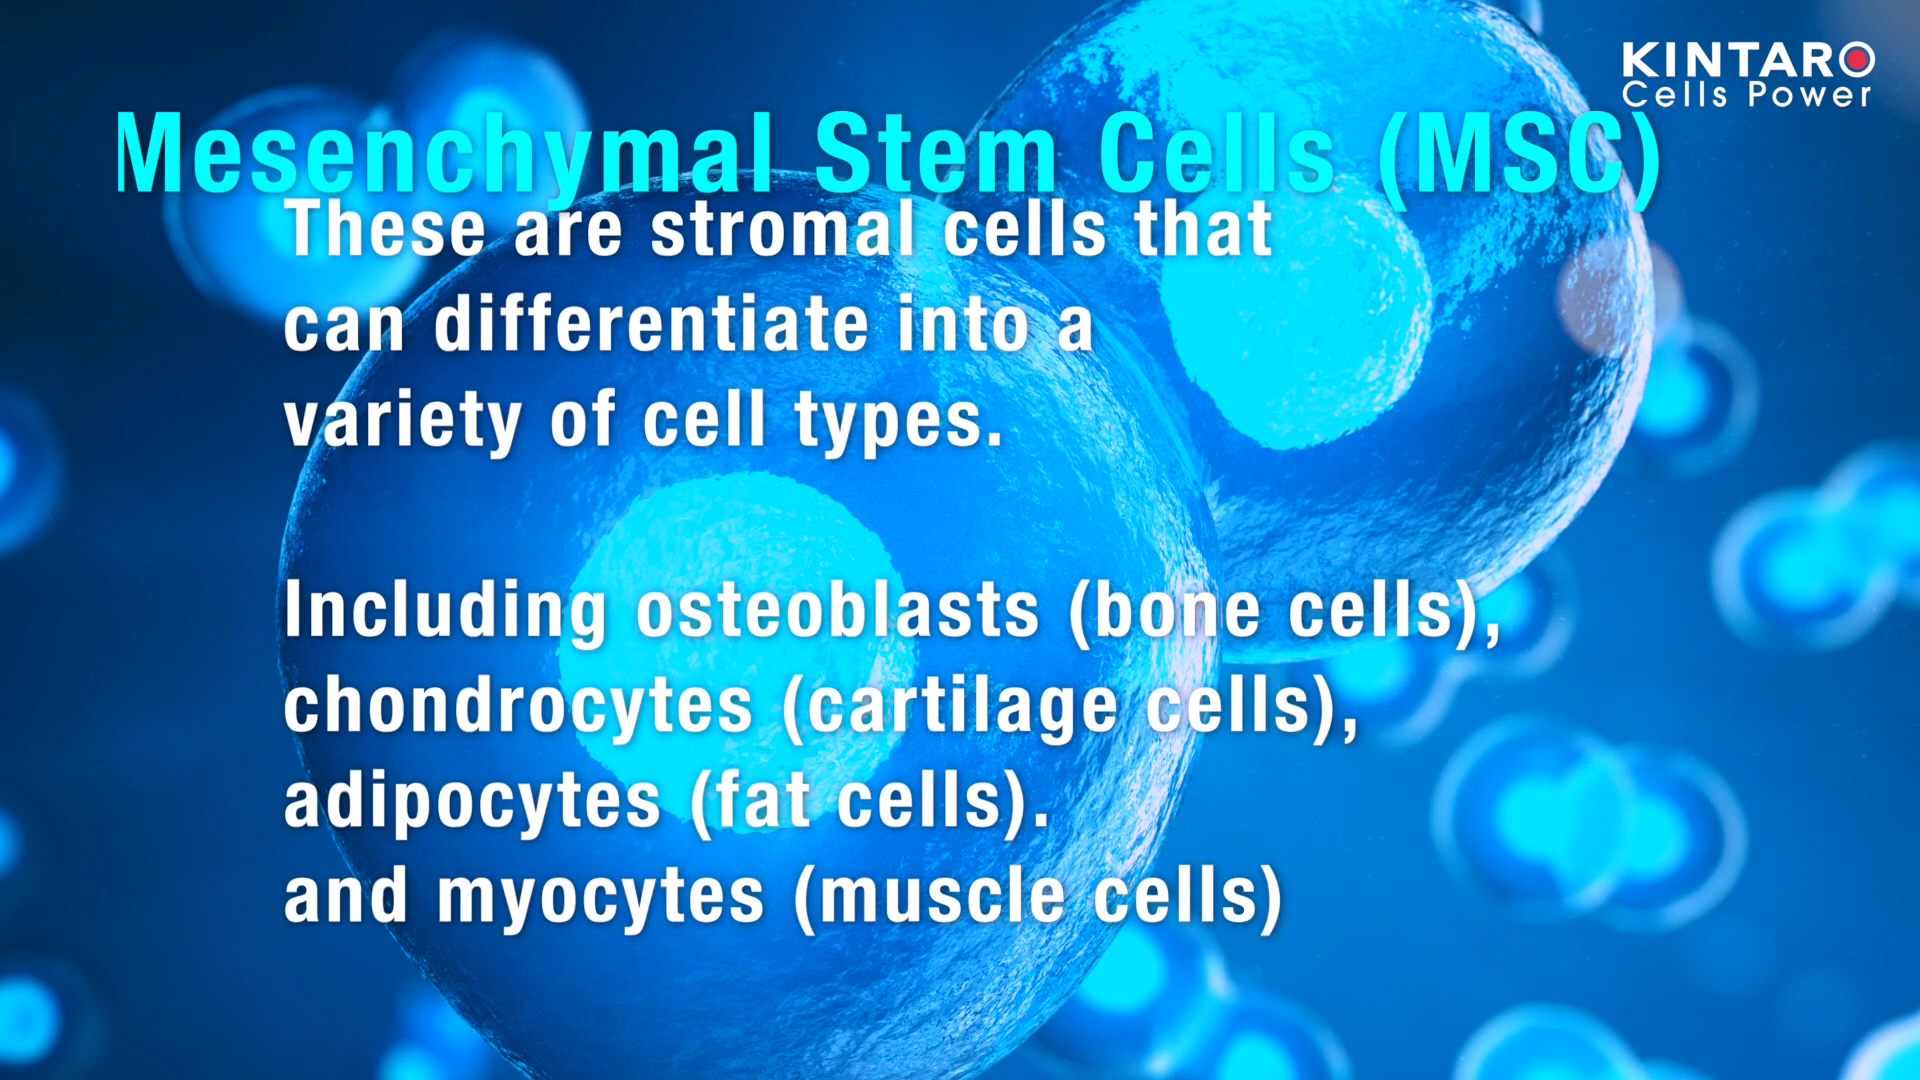 KINTARO
Cells Power
Mesenchymal Stem Cells (MSC)
These are stromal cells that
can differentiate into a
variety of cell types.
Including osteoblasts (bone cells),
chondrocytes (cartilage cells),
adipocytes (fat cells).
and myocytes (muscle cells)